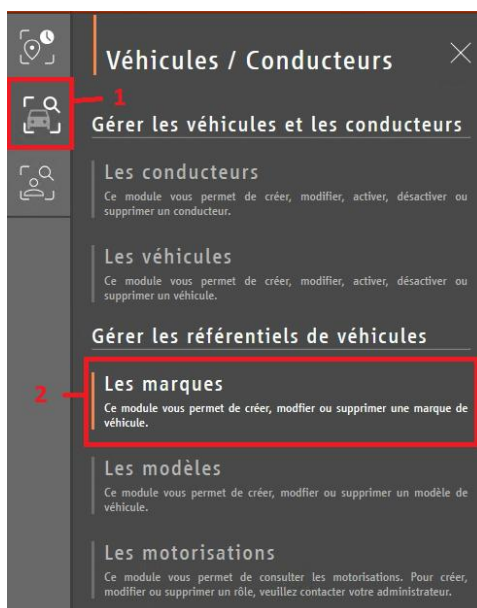 Véhicules / Conducteurs
1
Gérer les véhicules et les conducteurs
Les conducteurs
Ce module vous permet de créer, modifier, activer, désactiver ou
supprimer un conducteur.
Les véhicules
Ce module vous permet de créer, modifier, activer, désactiver ou
supprimer un véhicule.
Gérer les référentiels de véhicules
2
Les marques
Ce module vous permet de créer, modfier ou supprimer une marque de
véhicule.
Les modèles
Ce module vous permet de créer, modfier ou supprimer un modèle de
véhicule.
Les motorisations
Ce module vous permet de consulter les motorisations. Pour créer,
modifier ou supprimer un rôle, veuillez contacter votre administrateur.